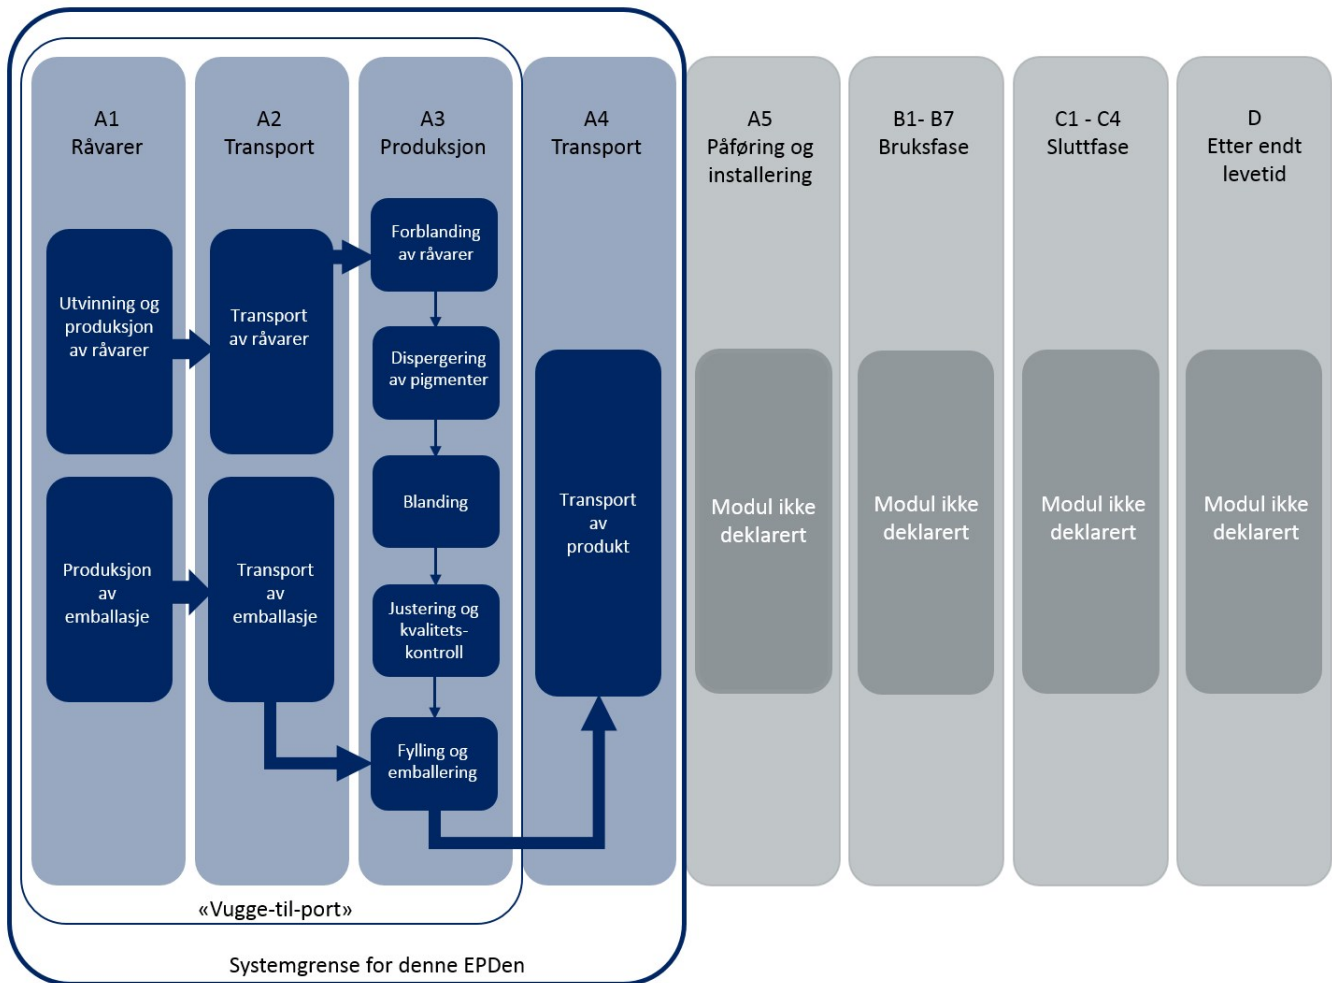 A1
Råvarer
A2
Transport
A3
Produksjon
A4
Transport
A5
Påføring og
installering
B1- B7
Bruksfase
C1 - C4
Sluttfase
D
Etter endt
levetid
Utvinning og
produksjon
av råvarer
Produksjon
av
emballasje
Transport
av råvarer
Transport
av
emballasje
Forblanding
av råvarer
Dispergering
av pigmenter
Blanding
Justering og
kvalitets-
kontroll
Fylling og
emballering
Transport
av
produkt
Modul ikke
deklarert
Modul ikke
deklarert
Modul ikke
deklarert
Modul ikke
deklarert
«Vugge-til-port»
Systemgrense for denne EPDen